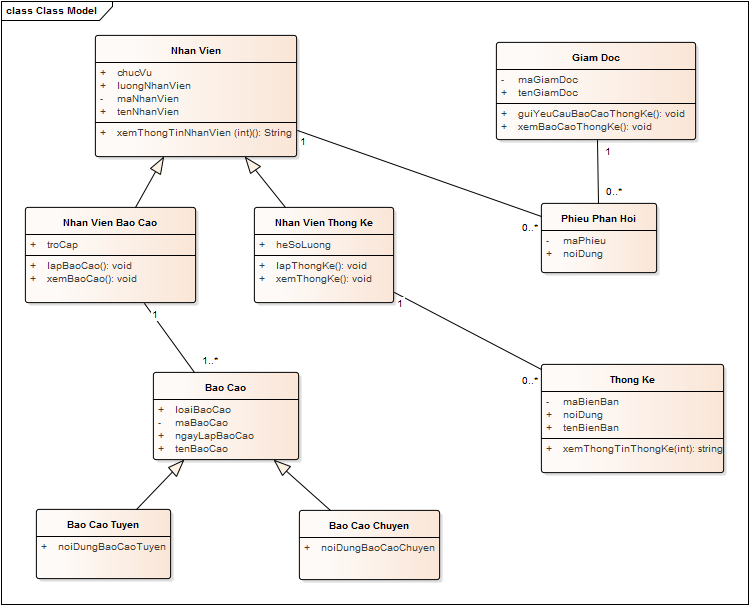 class Class Model
Nhan Vien
+ chucVu
+ luongNhanVien
- maNhanVien
+ tenNhanVien
+ xemThongTinNhanVien (int)(): String
Giam Doc
- maGiamDoc
+ tenGiamDoc
+ guiYeuCauBaoCaoThongKe(): void
+ xemBaoCaoThongKe(): void
1
1
0..*
0..*
Nhan Vien Bao Cao
+ troCap
+ lapBaoCao(): void
+ xemBaoCao(): void
Nhan Vien Thong Ke
+ heSoLuong
+ lapThongKe(): void
+ xemThongKe(): void
Phieu Phan Hoi
- maPhieu
+ noiDung
1
1
1..*
0..*
Bao Cao
+ loaiBaoCao
- maBaoCao
+ ngayLapBaoCao
+ tenBaoCao
Thong Ke
- maBienBan
+ noiDung
+ tenBienBan
+ xemThongTinThongKe(int): string
Bao Cao Tuyen
+ noiDungBaoCaoTuyen
Bao Cao Chuyen
+ noiDungBaoCaoChuyen